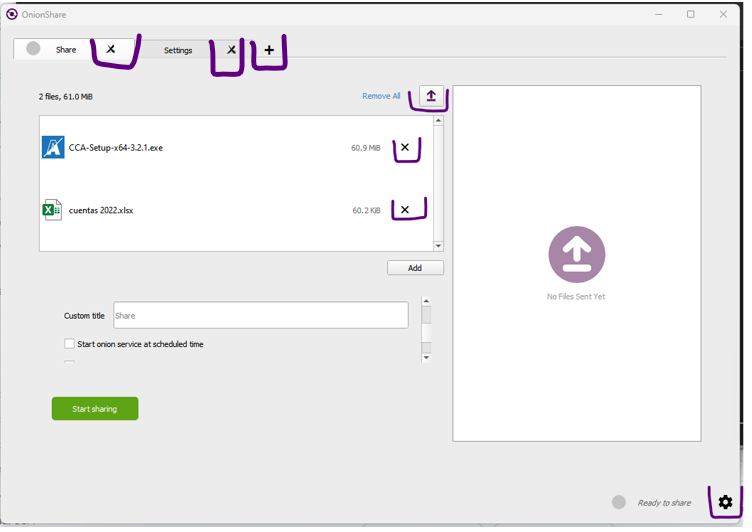 OnionShare
Share
Settings
2 files, 61.0 MiB
Remove All
CCA-Setup-x64-3.2.1.exe
60.9 MiB
cuentas 2022.xlsx
60.2 KiB
Add
No Files Sent Yet
Custom title
Share
Start onion service at scheduled time
Start sharing
Ready to share